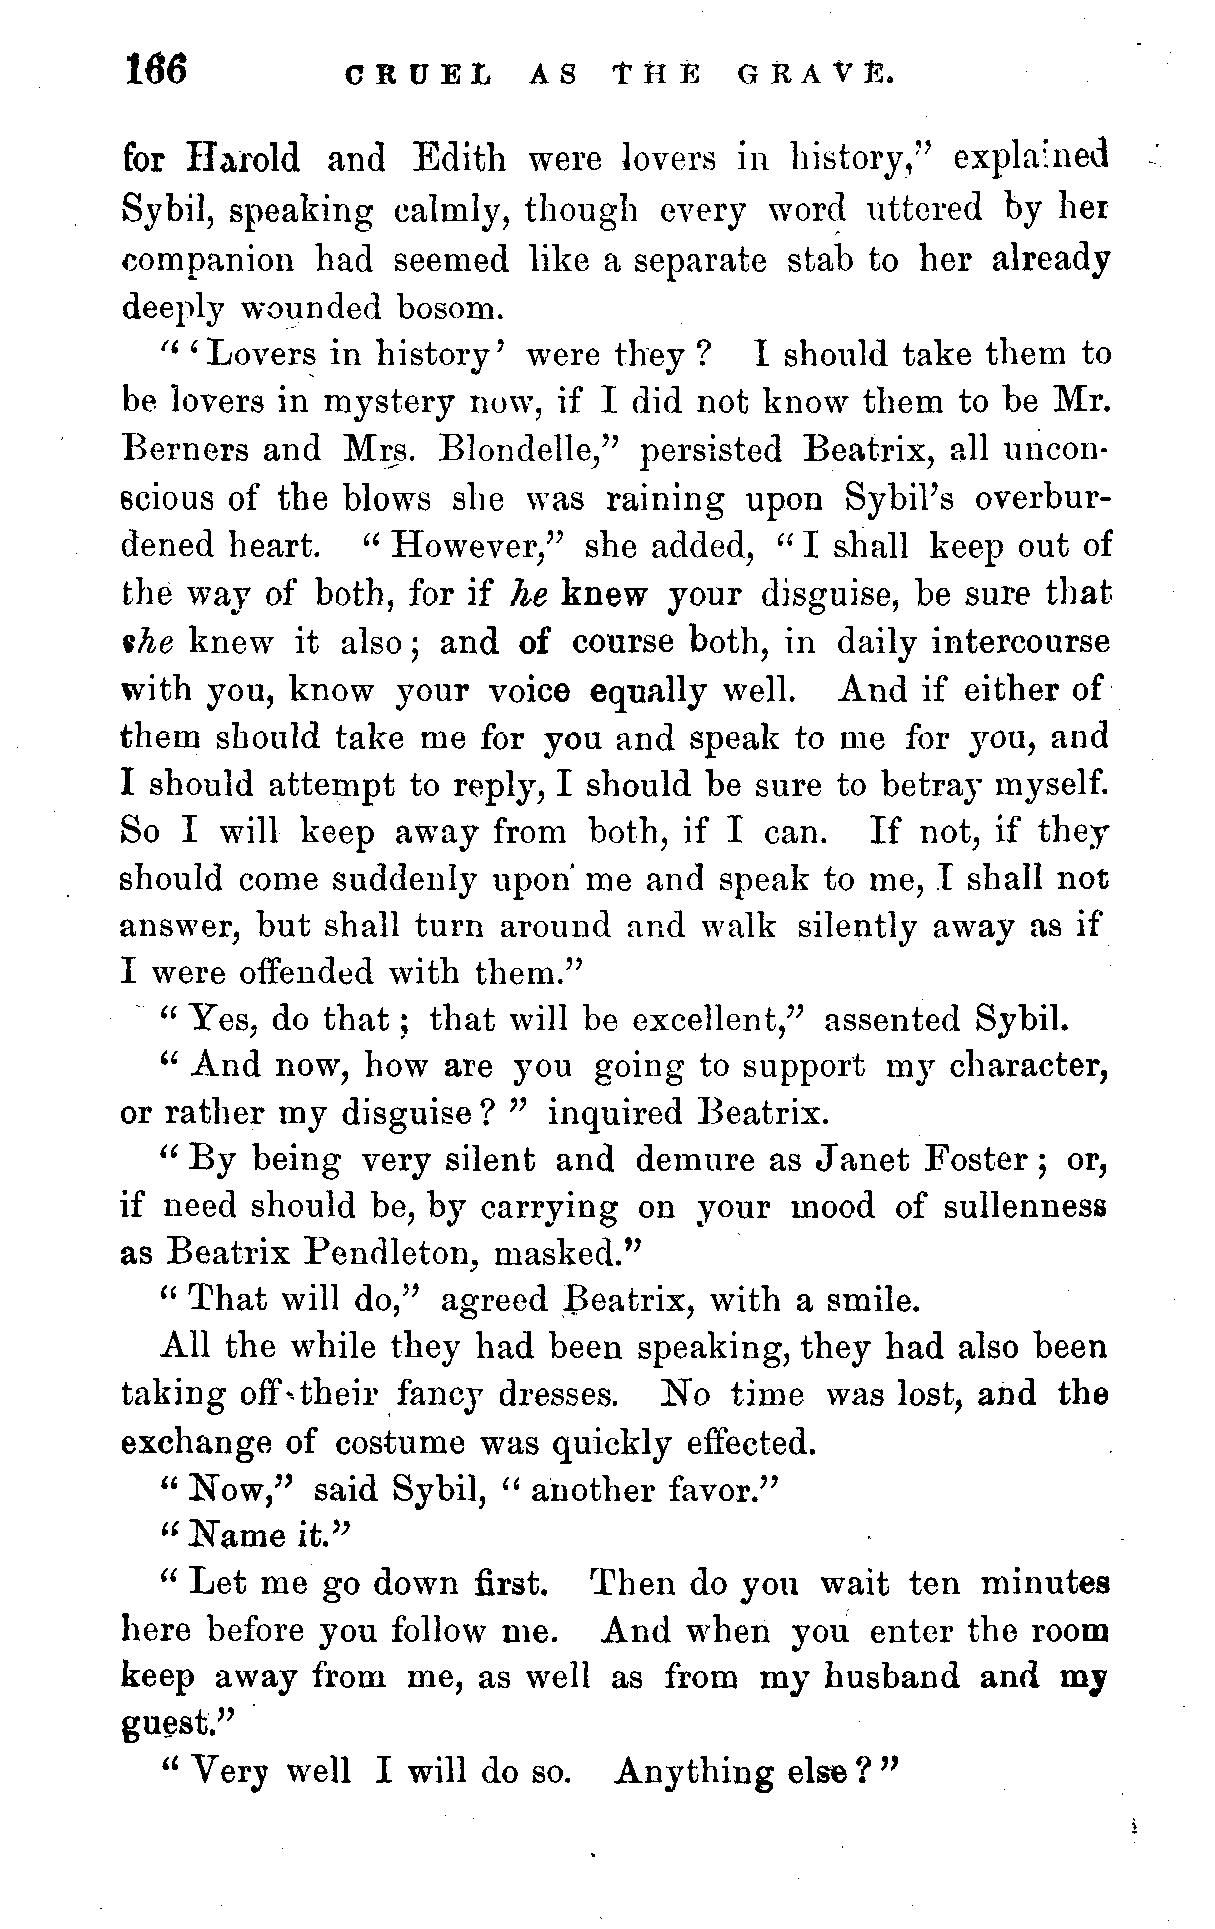 166 CRUEL AS THE GRAVE.
for Harold and Edith were lovers in history,” explained
Sybil, speaking calmly, though every word uttered by her
companion had seemed like a separate stab to her already
deeply wounded bosom.
“ ‘ Lovers in history ’ were they ? I should take them to
be lovers in mystery now, if I did not know them to be Mr.
Berners and Mrs. Blondelle,” persisted Beatrix, all uncon-
scious of the blows she was raining upon Sybil’s overbur-
dened heart. “ However,” she added, “ I shall keep out of
the way of both, for if he knew your disguise, be sure that
she knew it also ; and of course both, in daily intercourse
with you, know your voice equally well. And if either of
them should take me for you and speak to me for you, and
I should attempt to reply, I should be sure to betray myself.
So I will keep away from both, if I can. If not, if they
should come suddenly upon me and speak to me, I shall not
answer, but shall turn around and walk silently away as if
I were offended with them.”
“ Yes, do that ; that will be excellent,” assented Sybil.
“ And now, how are you going to support my character,
or rather my disguise ? ” inquired Beatrix.
“ By being very silent and demure as Janet Foster ; or,
if need should be, by carrying on your mood of sullenness
as Beatrix Pendleton, masked.”
“ That will do,” agreed Beatrix, with a smile.
All the while they had been speaking, they had also been
taking off their fancy dresses. No time was lost, and the
exchange of costume was quickly effected.
“ Now,” said Sybil, “ another favor.”
“ Name it.”
“ Let me go down first. Then do you wait ten minutes
here before you follow me. And when you enter the room
keep away from me, as well as from my husband and my
guest.”
“ Very well I will do so. Anything else ? ”